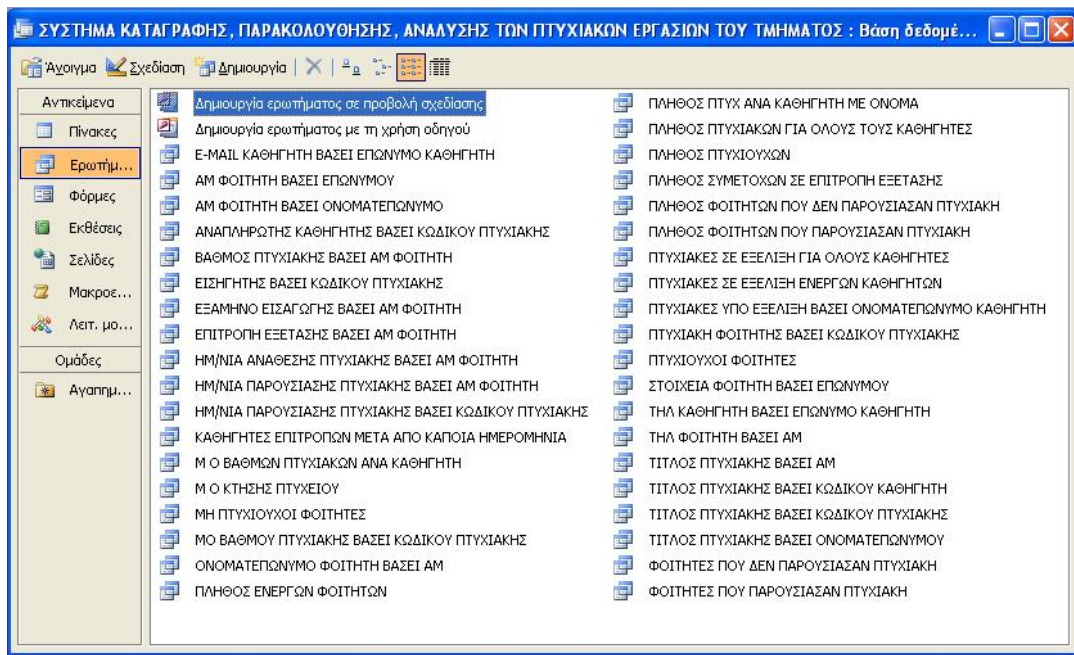 ΣΥΣΤΗΜΑ ΚΑΤΑΓΡΑΦΗΣ, ΠΑΡΑΚΟΛΟΥΘΗΣΗΣ, ΑΝΑΛΥΣΗΣ ΤΩΝ ΠΤΥΧΙΑΚΩΝ ΕΡΓΑΣΙΩΝ ΤΟΥ ΤΜΗΜΑΤΟΣ : Βάση δεδομέ...
Άνοιγμα Σχεδίαση Δημιουργία
Αντικείμενα
Πίνακες
Ερωτήμ...
Φόρμες
Εκθέσεις
Σελίδες
Μακροε...
Λειτ. μο...
Ομάδες
Αγαπημ...
Δημιουργία ερωτήματος σε προβολή σχεδίασης
Δημιουργία ερωτήματος με τη χρήση οδηγού
E-MAIL ΚΑΘΗΓΗΤΗ ΒΑΣΕΙ ΕΠΩΝΥΜΟ ΚΑΘΗΓΗΤΗ
ΑΜ ΦΟΙΤΗΤΗ ΒΑΣΕΙ ΕΠΩΝΥΜΟΥ
ΑΜ ΦΟΙΤΗΤΗ ΒΑΣΕΙ ΟΝΟΜΑΤΕΠΩΝΥΜΟ
ΑΝΑΠΛΗΡΩΤΗΣ ΚΑΘΗΓΗΤΗΣ ΒΑΣΕΙ ΚΩΔΙΚΟΥ ΠΤΥΧΙΑΚΗΣ
ΒΑΘΜΟΣ ΠΤΥΧΙΑΚΗΣ ΒΑΣΕΙ ΑΜ ΦΟΙΤΗΤΗ
ΕΙΣΗΓΗΤΗΣ ΒΑΣΕΙ ΚΩΔΙΚΟΥ ΠΤΥΧΙΑΚΗΣ
ΕΞΑΜΗΝΟ ΕΙΣΑΓΩΓΗΣ ΒΑΣΕΙ ΑΜ ΦΟΙΤΗΤΗ
ΕΠΙΤΡΟΠΗ ΕΞΕΤΑΣΗΣ ΒΑΣΕΙ ΑΜ ΦΟΙΤΗΤΗ
ΗΜ/ΝΙΑ ΑΝΑΘΕΣΗΣ ΠΤΥΧΙΑΚΗΣ ΒΑΣΕΙ ΑΜ ΦΟΙΤΗΤΗ
ΗΜ/ΝΙΑ ΠΑΡΟΥΣΙΑΣΗΣ ΠΤΥΧΙΑΚΗΣ ΒΑΣΕΙ ΑΜ ΦΟΙΤΗΤΗ
ΗΜ/ΝΙΑ ΠΑΡΟΥΣΙΑΣΗΣ ΠΤΥΧΙΑΚΗΣ ΒΑΣΕΙ ΚΩΔΙΚΟΥ ΠΤΥΧΙΑΚΗΣ
ΚΑΘΗΓΗΤΕΣ ΕΠΙΤΡΟΠΩΝ ΜΕΤΑ ΑΠΟ ΚΑΠΟΙΑ ΗΜΕΡΟΜΗΝΙΑ
Μ Ο ΒΑΘΜΩΝ ΠΤΥΧΙΑΚΩΝ ΑΝΑ ΚΑΘΗΓΗΤΗ
Μ Ο ΚΤΗΣΗΣ ΠΤΥΧΕΙΟΥ
ΜΗ ΠΤΥΧΙΟΥΧΟΙ ΦΟΙΤΗΤΕΣ
ΜΟ ΒΑΘΜΟΥ ΠΤΥΧΙΑΚΗΣ ΒΑΣΕΙ ΚΩΔΙΚΟΥ ΠΤΥΧΙΑΚΗΣ
ΟΝΟΜΑΤΕΠΩΝΥΜΟ ΦΟΙΤΗΤΗ ΒΑΣΕΙ ΑΜ
ΠΛΗΘΟΣ ΕΝΕΡΓΩΝ ΦΟΙΤΗΤΩΝ
ΠΛΗΘΟΣ ΠΤΥΧ ΑΝΑ ΚΑΘΗΓΗΤΗ ΜΕ ΟΝΟΜΑ
ΠΛΗΘΟΣ ΠΤΥΧΙΑΚΩΝ ΓΙΑ ΟΛΟΥΣ ΤΟΥΣ ΚΑΘΗΓΗΤΕΣ
ΠΛΗΘΟΣ ΠΤΥΧΙΟΥΧΩΝ
ΠΛΗΘΟΣ ΣΥΜΕΤΟΧΩΝ ΣΕ ΕΠΙΤΡΟΠΗ ΕΞΕΤΑΣΗΣ
ΠΛΗΘΟΣ ΦΟΙΤΗΤΩΝ ΠΟΥ ΔΕΝ ΠΑΡΟΥΣΙΑΣΑΝ ΠΤΥΧΙΑΚΗ
ΠΛΗΘΟΣ ΦΟΙΤΗΤΩΝ ΠΟΥ ΠΑΡΟΥΣΙΑΣΑΝ ΠΤΥΧΙΑΚΗ
ΠΤΥΧΙΑΚΕΣ ΣΕ ΕΞΕΛΙΞΗ ΓΙΑ ΟΛΟΥΣ ΚΑΘΗΓΗΤΕΣ
ΠΤΥΧΙΑΚΕΣ ΣΕ ΕΞΕΛΙΞΗ ΕΝΕΡΓΩΝ ΚΑΘΗΓΗΤΩΝ
ΠΤΥΧΙΑΚΕΣ ΥΠΟ ΕΞΕΛΙΞΗ ΒΑΣΕΙ ΟΝΟΜΑΤΕΠΩΝΥΜΟ ΚΑΘΗΓΗΤΗ
ΠΤΥΧΙΑΚΗ ΦΟΙΤΗΤΗΣ ΒΑΣΕΙ ΚΩΔΙΚΟΥ ΠΤΥΧΙΑΚΗΣ
ΠΤΥΧΙΟΥΧΟΙ ΦΟΙΤΗΤΕΣ
ΣΤΟΙΧΕΙΑ ΦΟΙΤΗΤΗ ΒΑΣΕΙ ΕΠΩΝΥΜΟΥ
ΤΗΛ ΚΑΘΗΓΗΤΗ ΒΑΣΕΙ ΕΠΩΝΥΜΟ ΚΑΘΗΓΗΤΗ
ΤΗΛ ΦΟΙΤΗΤΗ ΒΑΣΕΙ ΑΜ
ΤΙΤΛΟΣ ΠΤΥΧΙΑΚΗΣ ΒΑΣΕΙ ΑΜ
ΤΙΤΛΟΣ ΠΤΥΧΙΑΚΗΣ ΒΑΣΕΙ ΚΩΔΙΚΟΥ ΚΑΘΗΓΗΤΗ
ΤΙΤΛΟΣ ΠΤΥΧΙΑΚΗΣ ΒΑΣΕΙ ΚΩΔΙΚΟΥ ΠΤΥΧΙΑΚΗΣ
ΤΙΤΛΟΣ ΠΤΥΧΙΑΚΗΣ ΒΑΣΕΙ ΟΝΟΜΑΤΕΠΩΝΥΜΟΥ
ΦΟΙΤΗΤΕΣ ΠΟΥ ΔΕΝ ΠΑΡΟΥΣΙΑΣΑΝ ΠΤΥΧΙΑΚΗ
ΦΟΙΤΗΤΕΣ ΠΟΥ ΠΑΡΟΥΣΙΑΣΑΝ ΠΤΥΧΙΑΚΗ